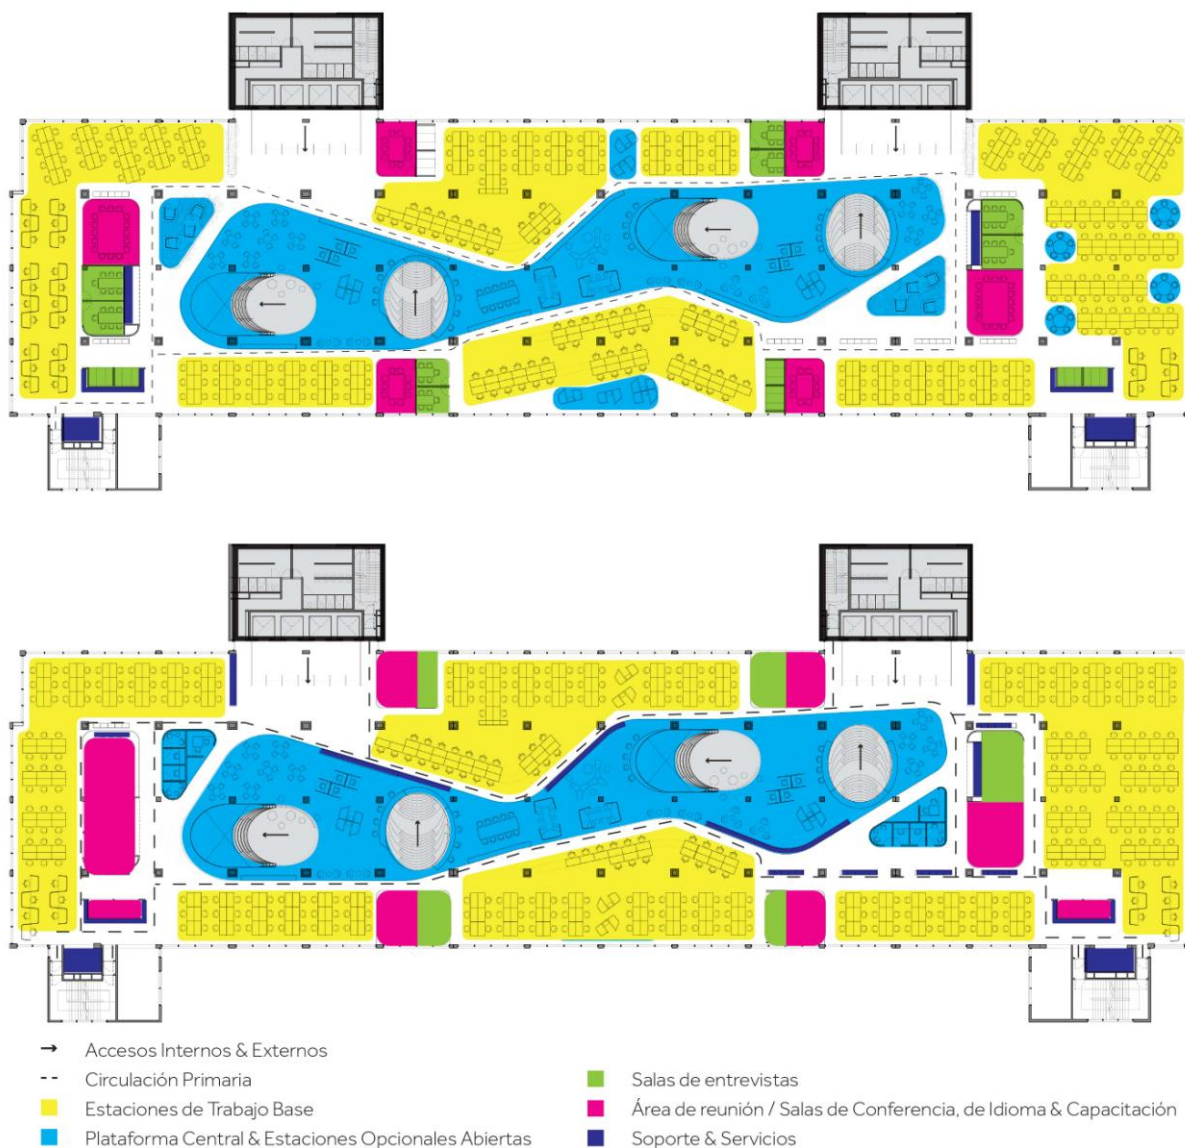 Accesos Internos & Externos
Circulación Primaria
Estaciones de Trabajo Base
Plataforma Central & Estaciones Opcionales Abiertas
Salas de entrevistas
Área de reunión / Salas de Conferencia, de Idioma & Capacitación
Soporte & Servicios